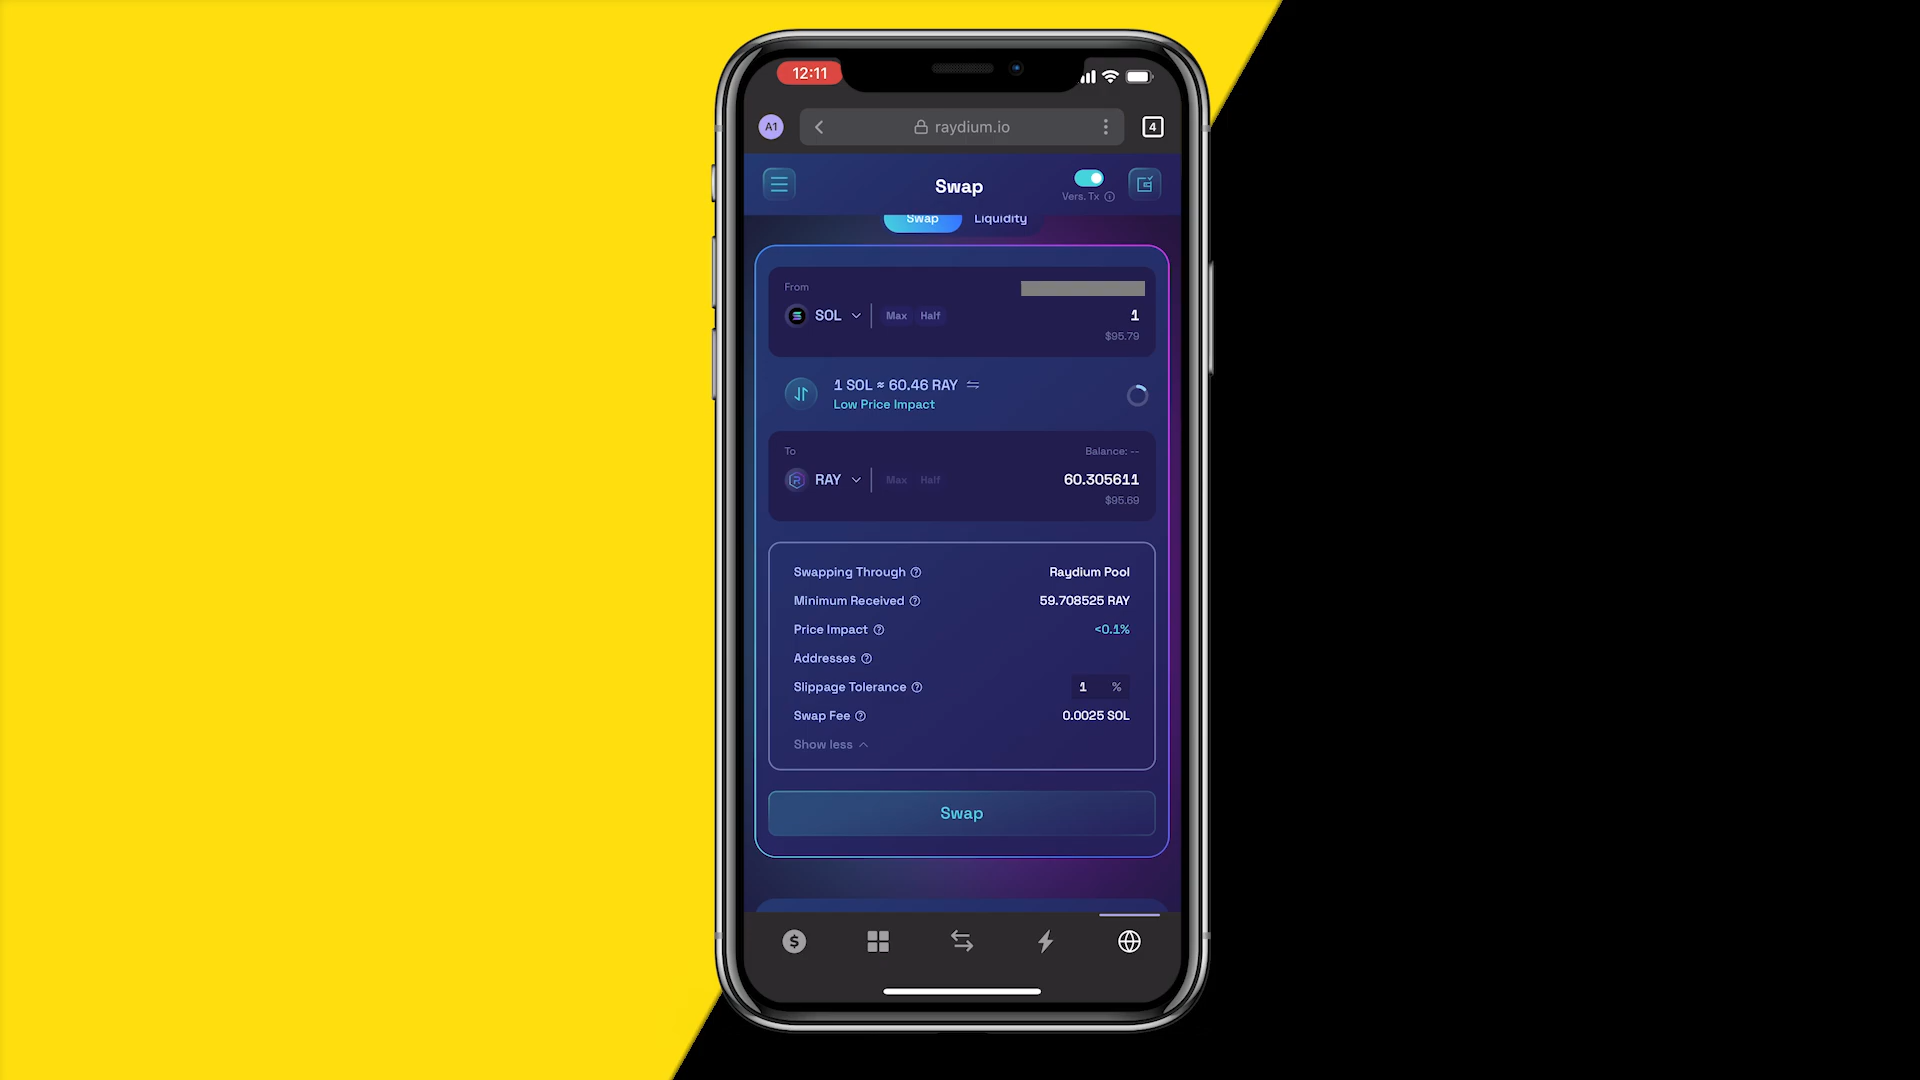 12:11
A1
raydium.io
4
Swap
Vers. Tx
Swap Liquidity
From
SOL Max Half 1
$95.79
1 SOL ≈ 60.46 RAY
Low Price Impact
To Balance: --
RAY Max Half 60.305611
$95.69
Swapping Through Raydium Pool
Minimum Received 59.708525 RAY
Price Impact <0.1%
Addresses
Slippage Tolerance 1 %
Swap Fee 0.0025 SOL
Show less
Swap